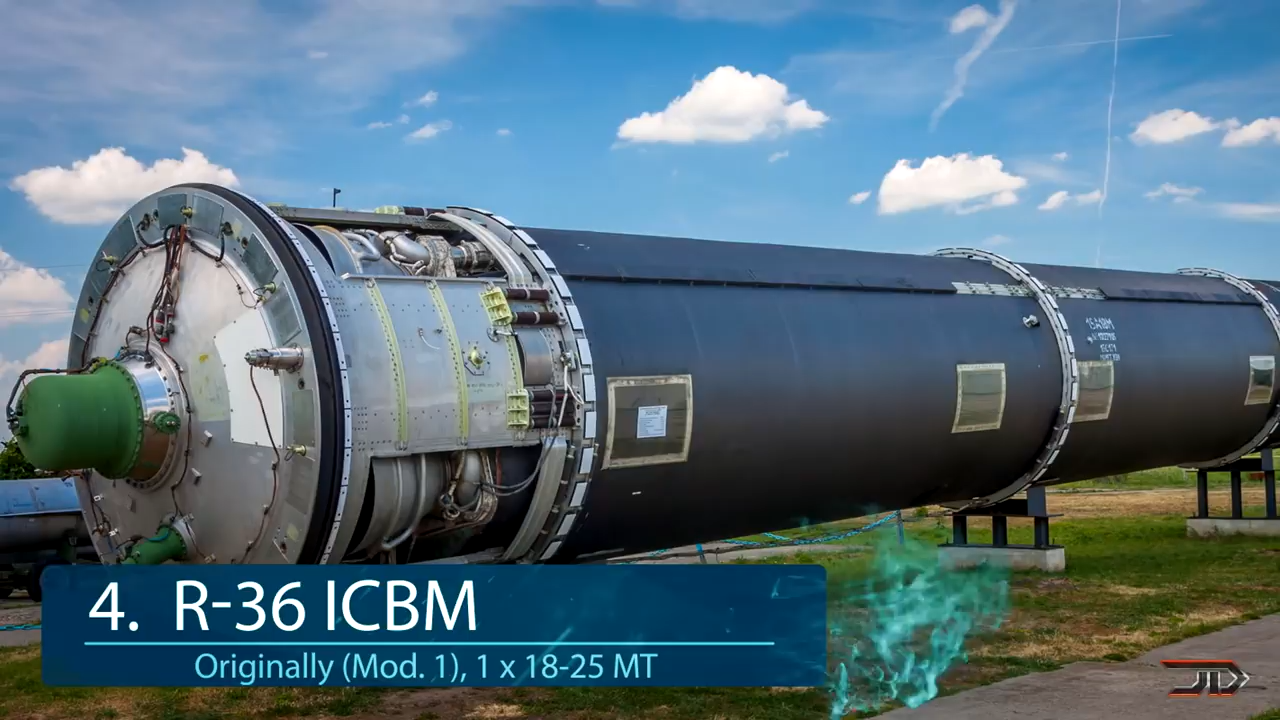 4. R-36 ICBM
Originally (Mod. 1), 1 x 18-25 MT